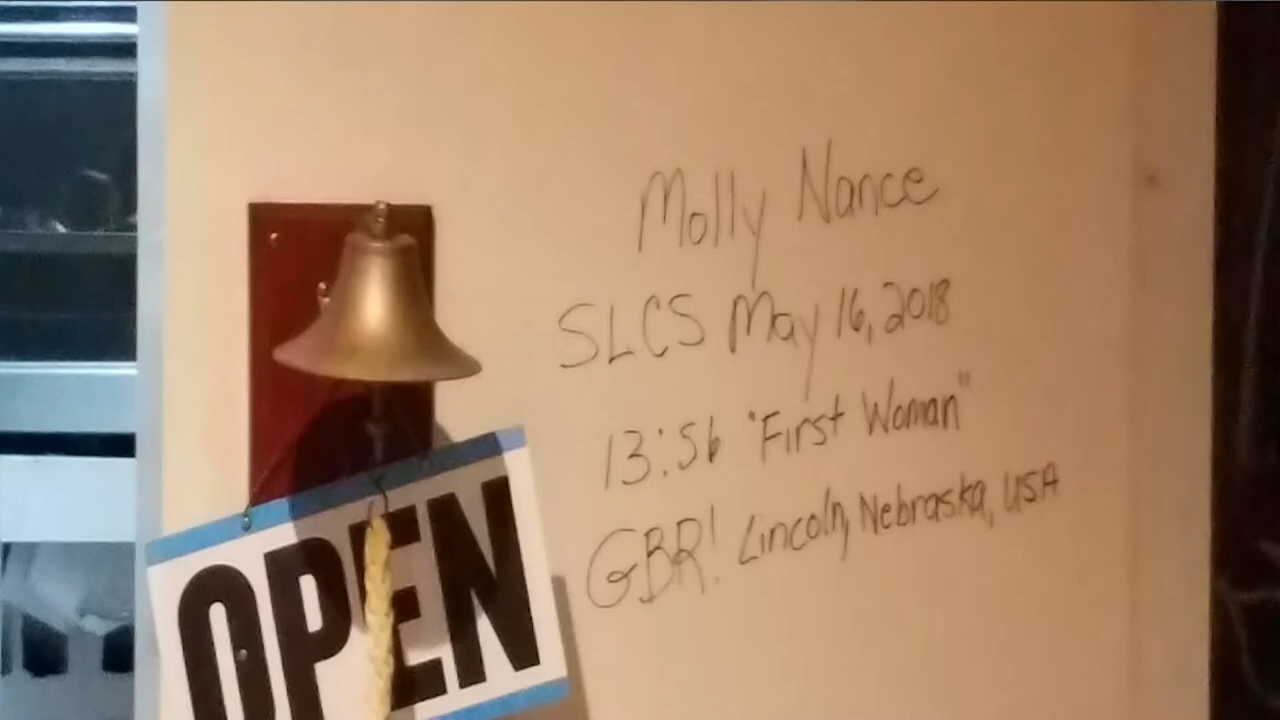 Molly Nance
SLCS May 16, 2018
13:56 "First Woman"
GBR! Lincoln, Nebraska, USA
OPEN